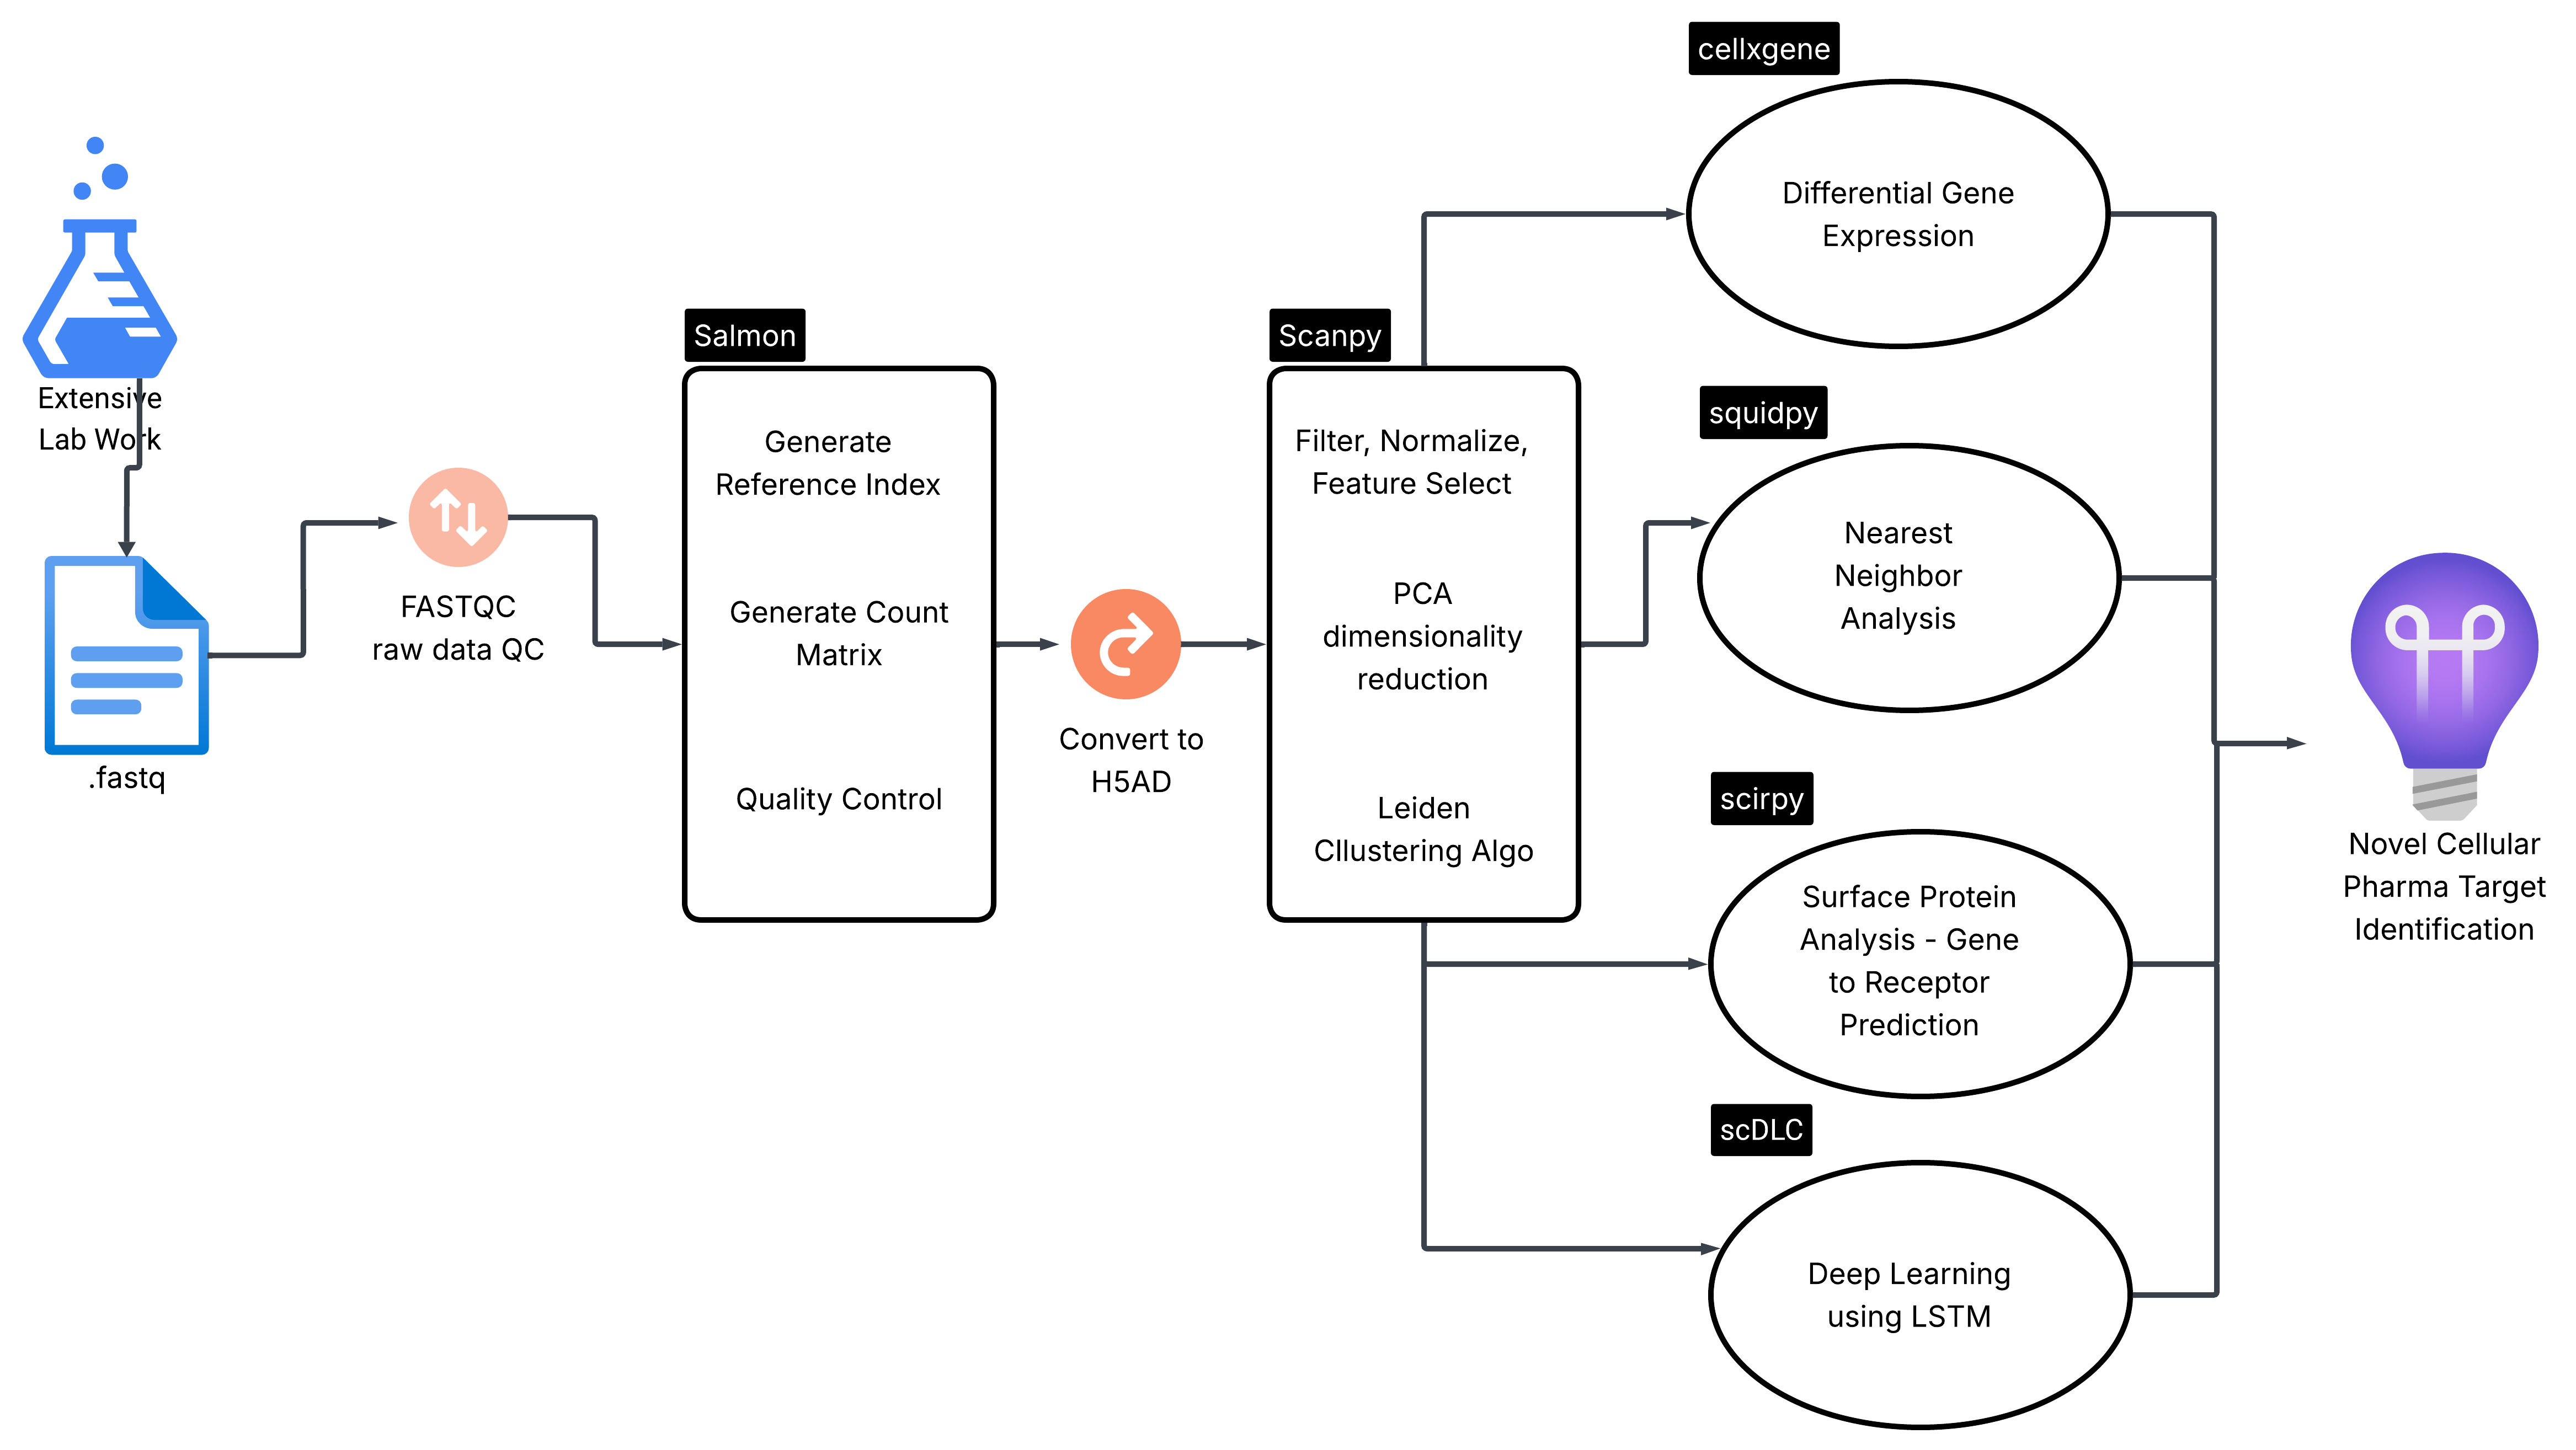 Extensive
Lab Work
.fastq
FASTQC
raw data QC
Salmon
Generate
Reference Index
Generate Count
Matrix
Quality Control
Convert to
H5AD
Scanpy
Filter, Normalize,
Feature Select
PCA
dimensionality
reduction
Leiden
Cllustering Algo
cellxgene
Differential Gene
Expression
squidpy
Nearest
Neighbor
Analysis
scirpy
Surface Protein
Analysis - Gene
to Receptor
Prediction
scDLC
Deep Learning
using LSTM
Novel Cellular
Pharma Target
Identification